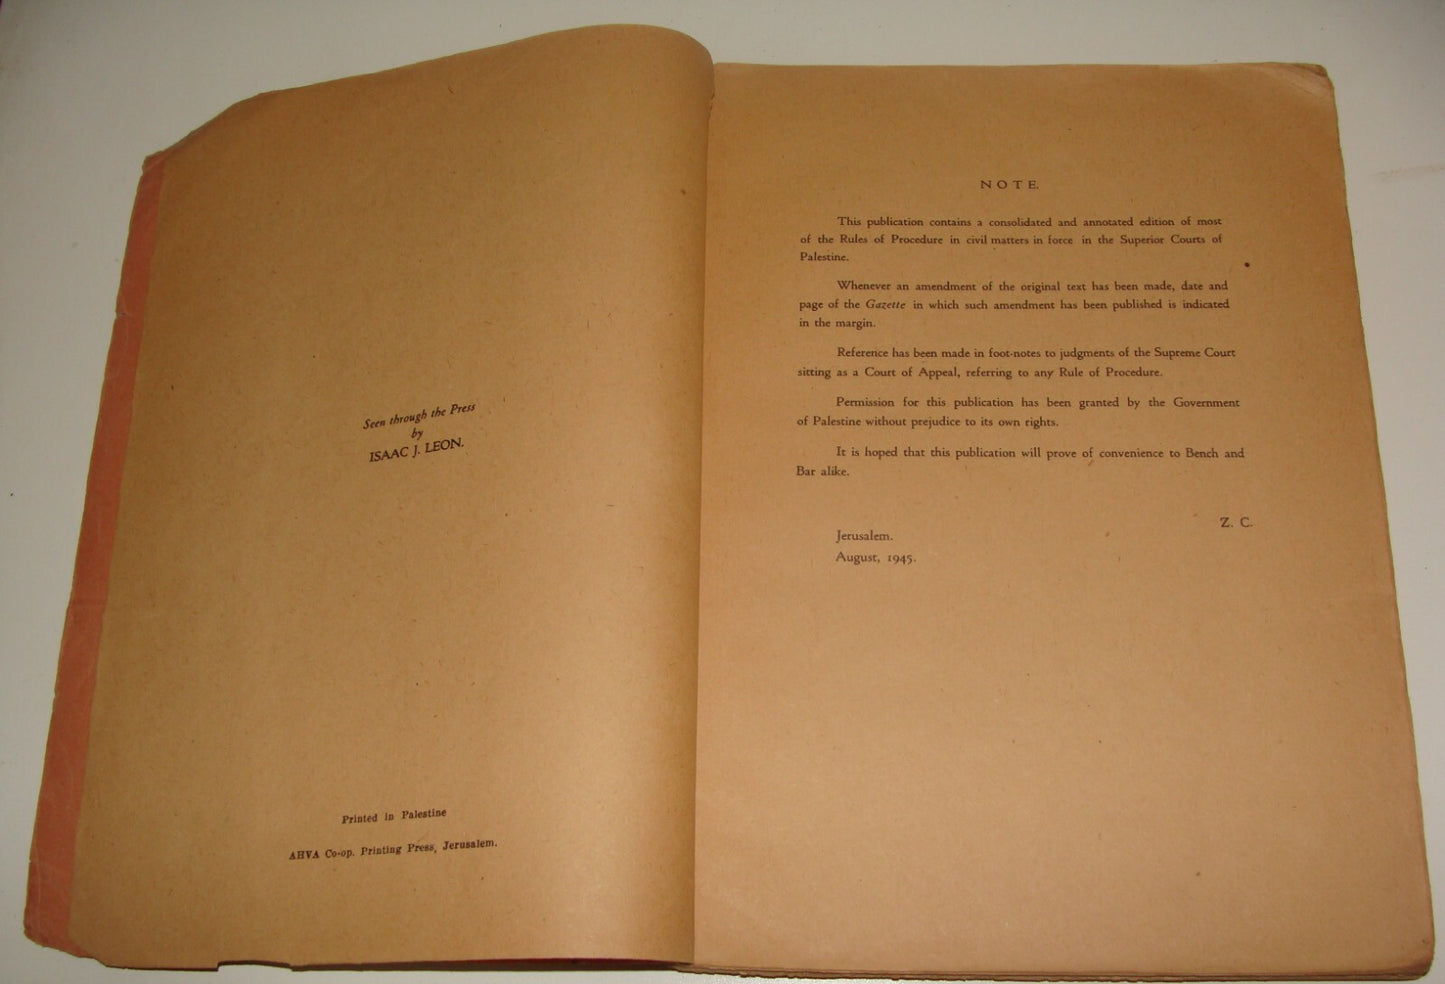 Seen through the Press
by
ISAAC J. LEON.
Printed in Palestine
AHVA Co-op. Printing Press, Jerusalem.
NOTE.
This publication contains a consolidated and annotated edition of most
of the Rules of Procedure in civil matters in force in the Superior Courts of
Palestine.
Whenever an amendment of the original text has been made, date and
page of the Gazette in which such amendment has been published is indicated
in the margin.
Reference has been made in foot-notes to judgments of the Supreme Court
sitting as a Court of Appeal, referring to any Rule of Procedure.
Permission for this publication has been granted by the Government
of Palestine without prejudice to its own rights.
It is hoped that this publication will prove of convenience to Bench and
Bar alike.
Z. C.
Jerusalem.
August, 1945.